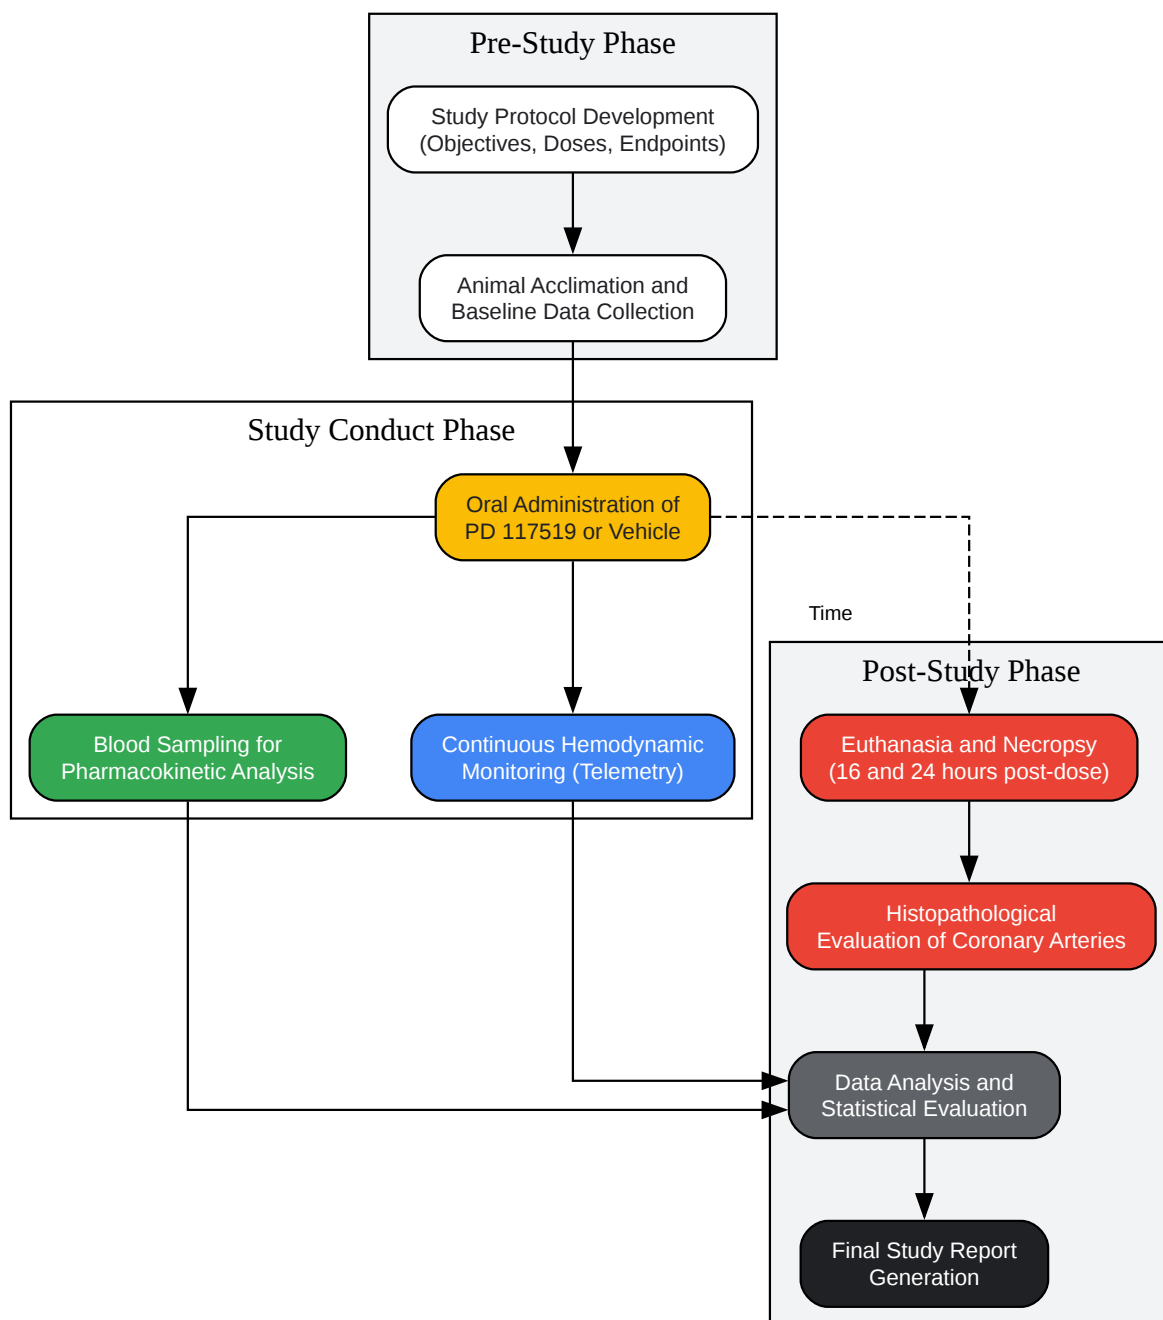 Pre-Study Phase
Study Protocol Development
(Objectives, Doses, Endpoints)
Animal Acclimation and
Baseline Data Collection
Study Conduct Phase
Oral Administration of
PD 117519 or Vehicle
Time
Post-Study Phase
Blood Sampling for
Pharmacokinetic Analysis
Continuous Hemodynamic
Monitoring (Telemetry)
Euthanasia and Necropsy
(16 and 24 hours post-dose)
Histopathological
Evaluation of Coronary Arteries
Data Analysis and
Statistical Evaluation
Final Study Report
Generation